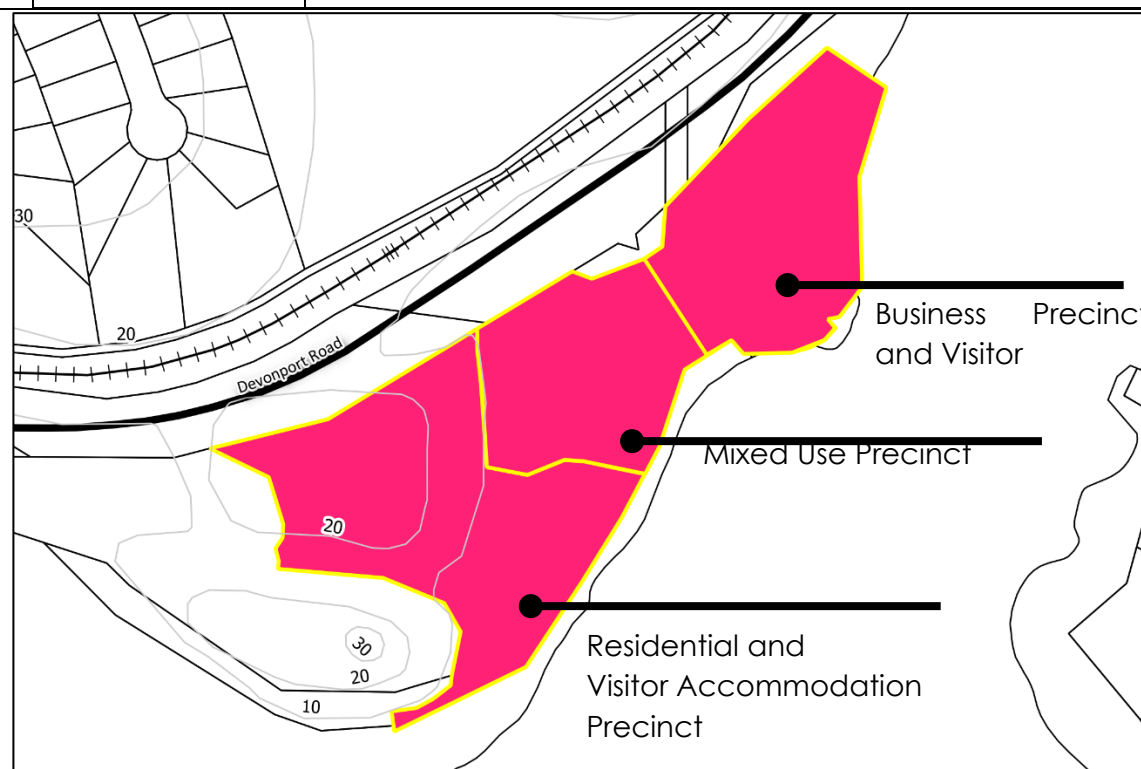 30
20
Devonport Road
Business Precinct
and Visitor
Mixed Use Precinct
20
Residential and
Visitor Accommodation
Precinct
30
20
10